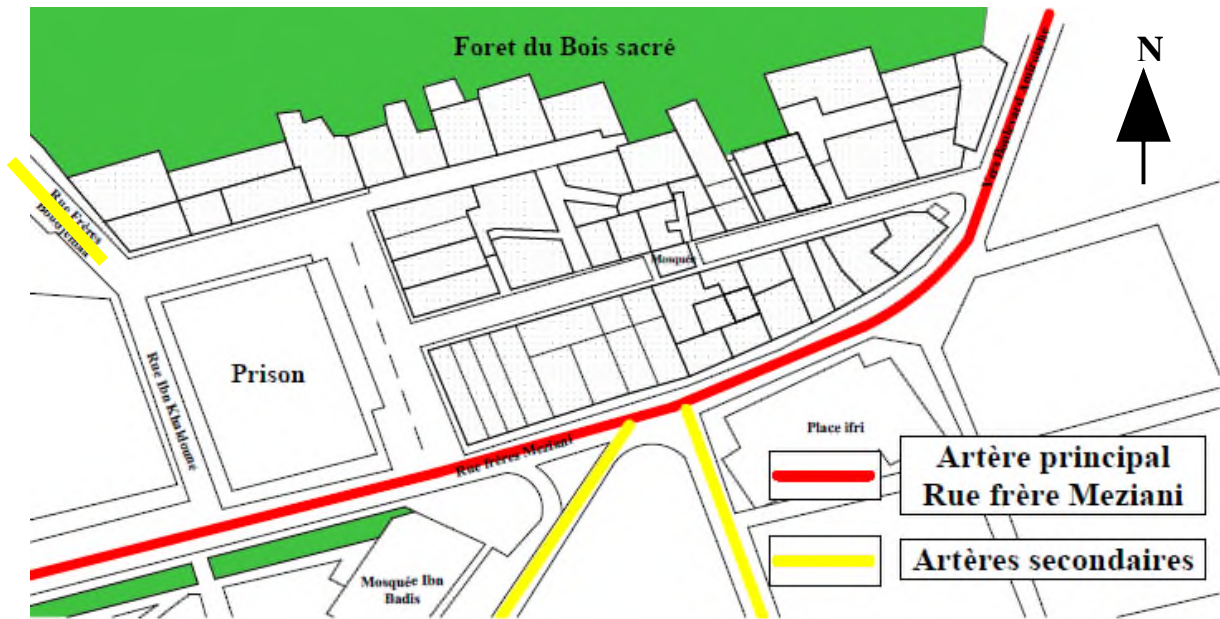 Foret du Bois sacré
N
Vers Boulevard Amirouche
Rue Frères
Mosquée
Prison
Rue Ibn Khaldoune
Place ifri
Rue frères Meziani
Artère principal
Rue frère Meziani
Artères secondaires
Mosquée Ibn
Badis